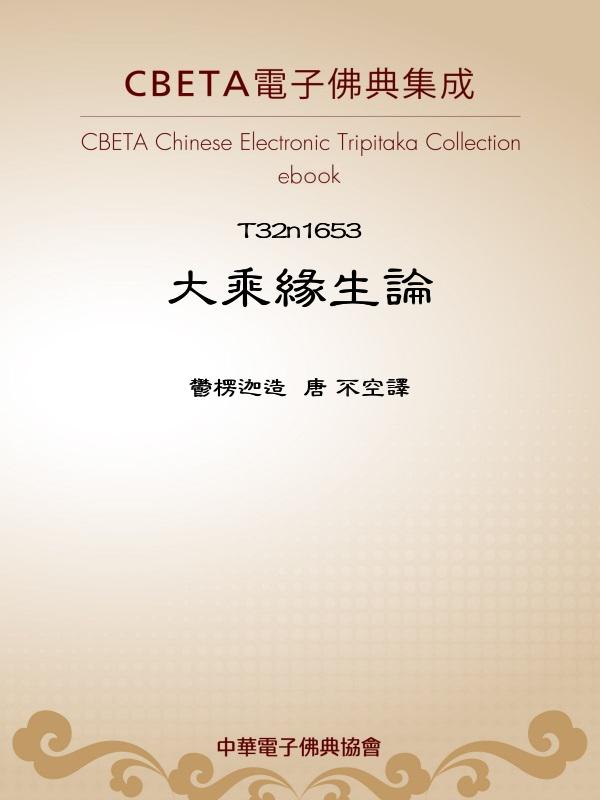 CBETA電子佛典集成
CBETA Chinese Electronic Tripitaka Collection
ebook
T32n1653
大乘緣生論
鬱楞迦造 唐 不空譯
中華電子佛典協會